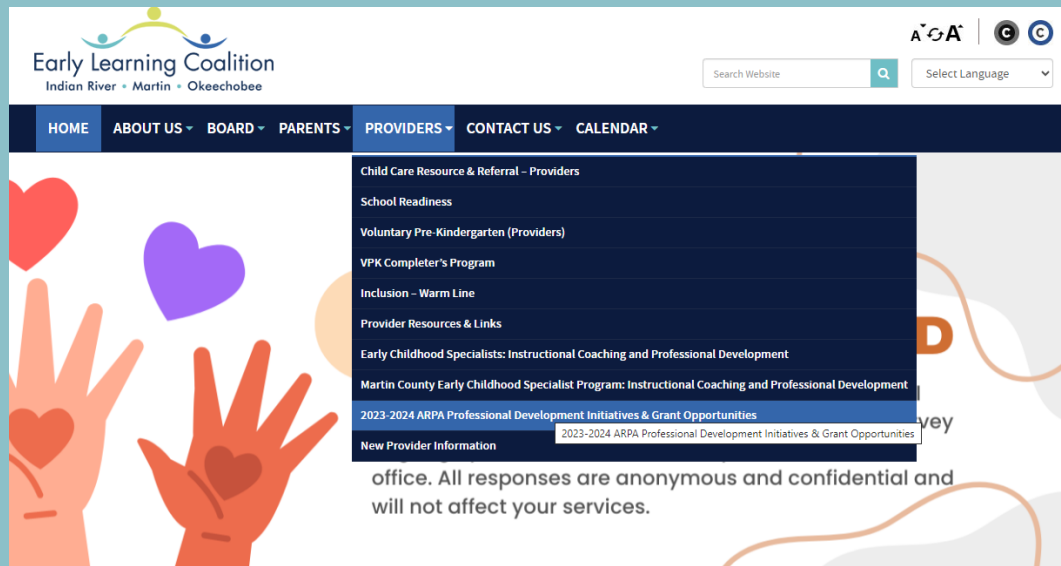 Early Learning Coalition
Indian River • Martin • Okeechobee
A A
C C
Search Website
Select Language
HOME ABOUT US BOARD PARENTS PROVIDERS CONTACT US CALENDAR
Child Care Resource & Referral – Providers
School Readiness
Voluntary Pre-Kindergarten (Providers)
VPK Completer's Program
Inclusion – Warm Line
Provider Resources & Links
Early Childhood Specialists: Instructional Coaching and Professional Development
D
Martin County Early Childhood Specialist Program: Instructional Coaching and Professional Development
2023-2024 ARPA Professional Development Initiatives & Grant Opportunities
2023-2024 ARPA Professional Development Initiatives & Grant Opportunities
vey
New Provider Information
office. All responses are anonymous and confidential and
will not affect your services.